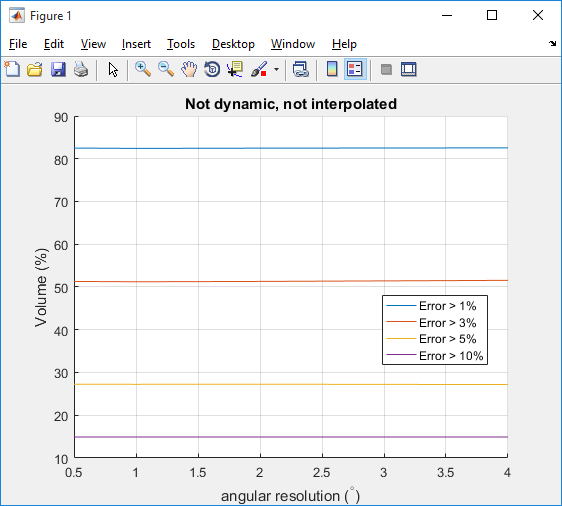 Figure 1
File Edit View Insert Tools Desktop Window Help
Not dynamic, not interpolated
90
80
70
60
50
40
30
20
10
Volume (%)
Error > 1%
Error > 3%
Error > 5%
Error > 10%
0.5 1 1.5 2 2.5 3 3.5 4
angular resolution (°)